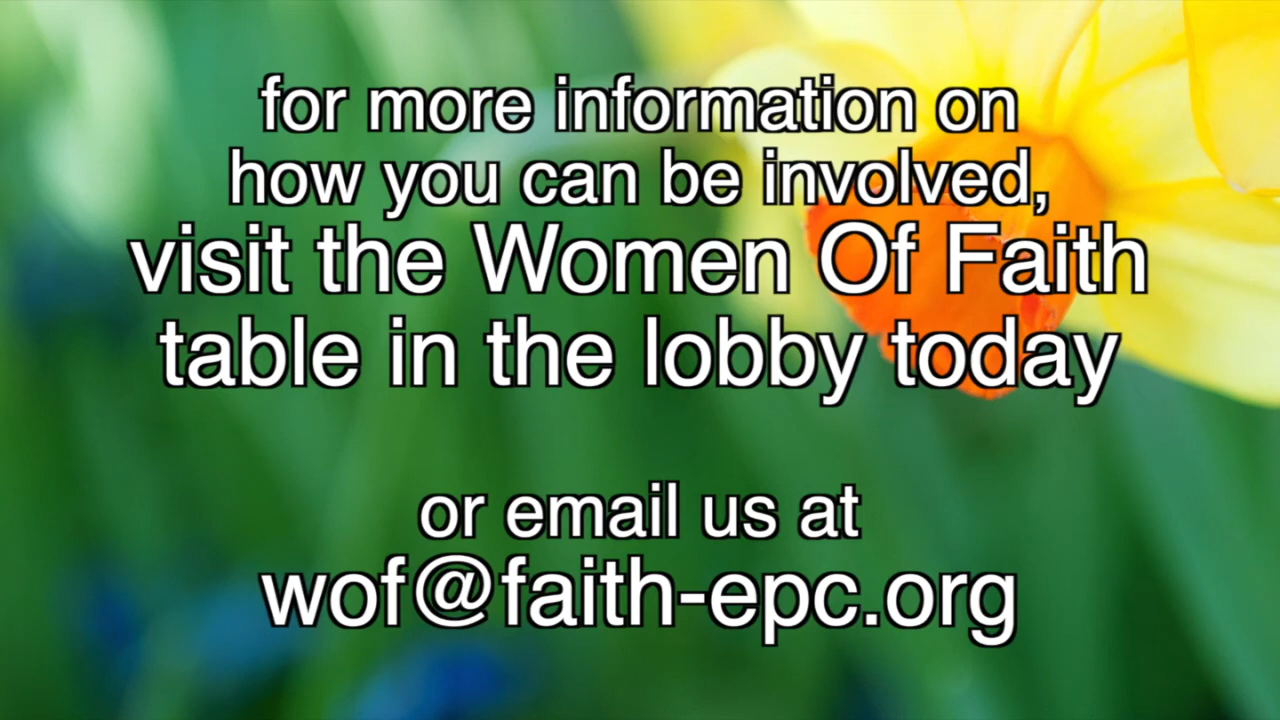 for more information on
how you can be involved,
visit the Women Of Faith
table in the lobby today
or email us at
wof@faith-epc.org